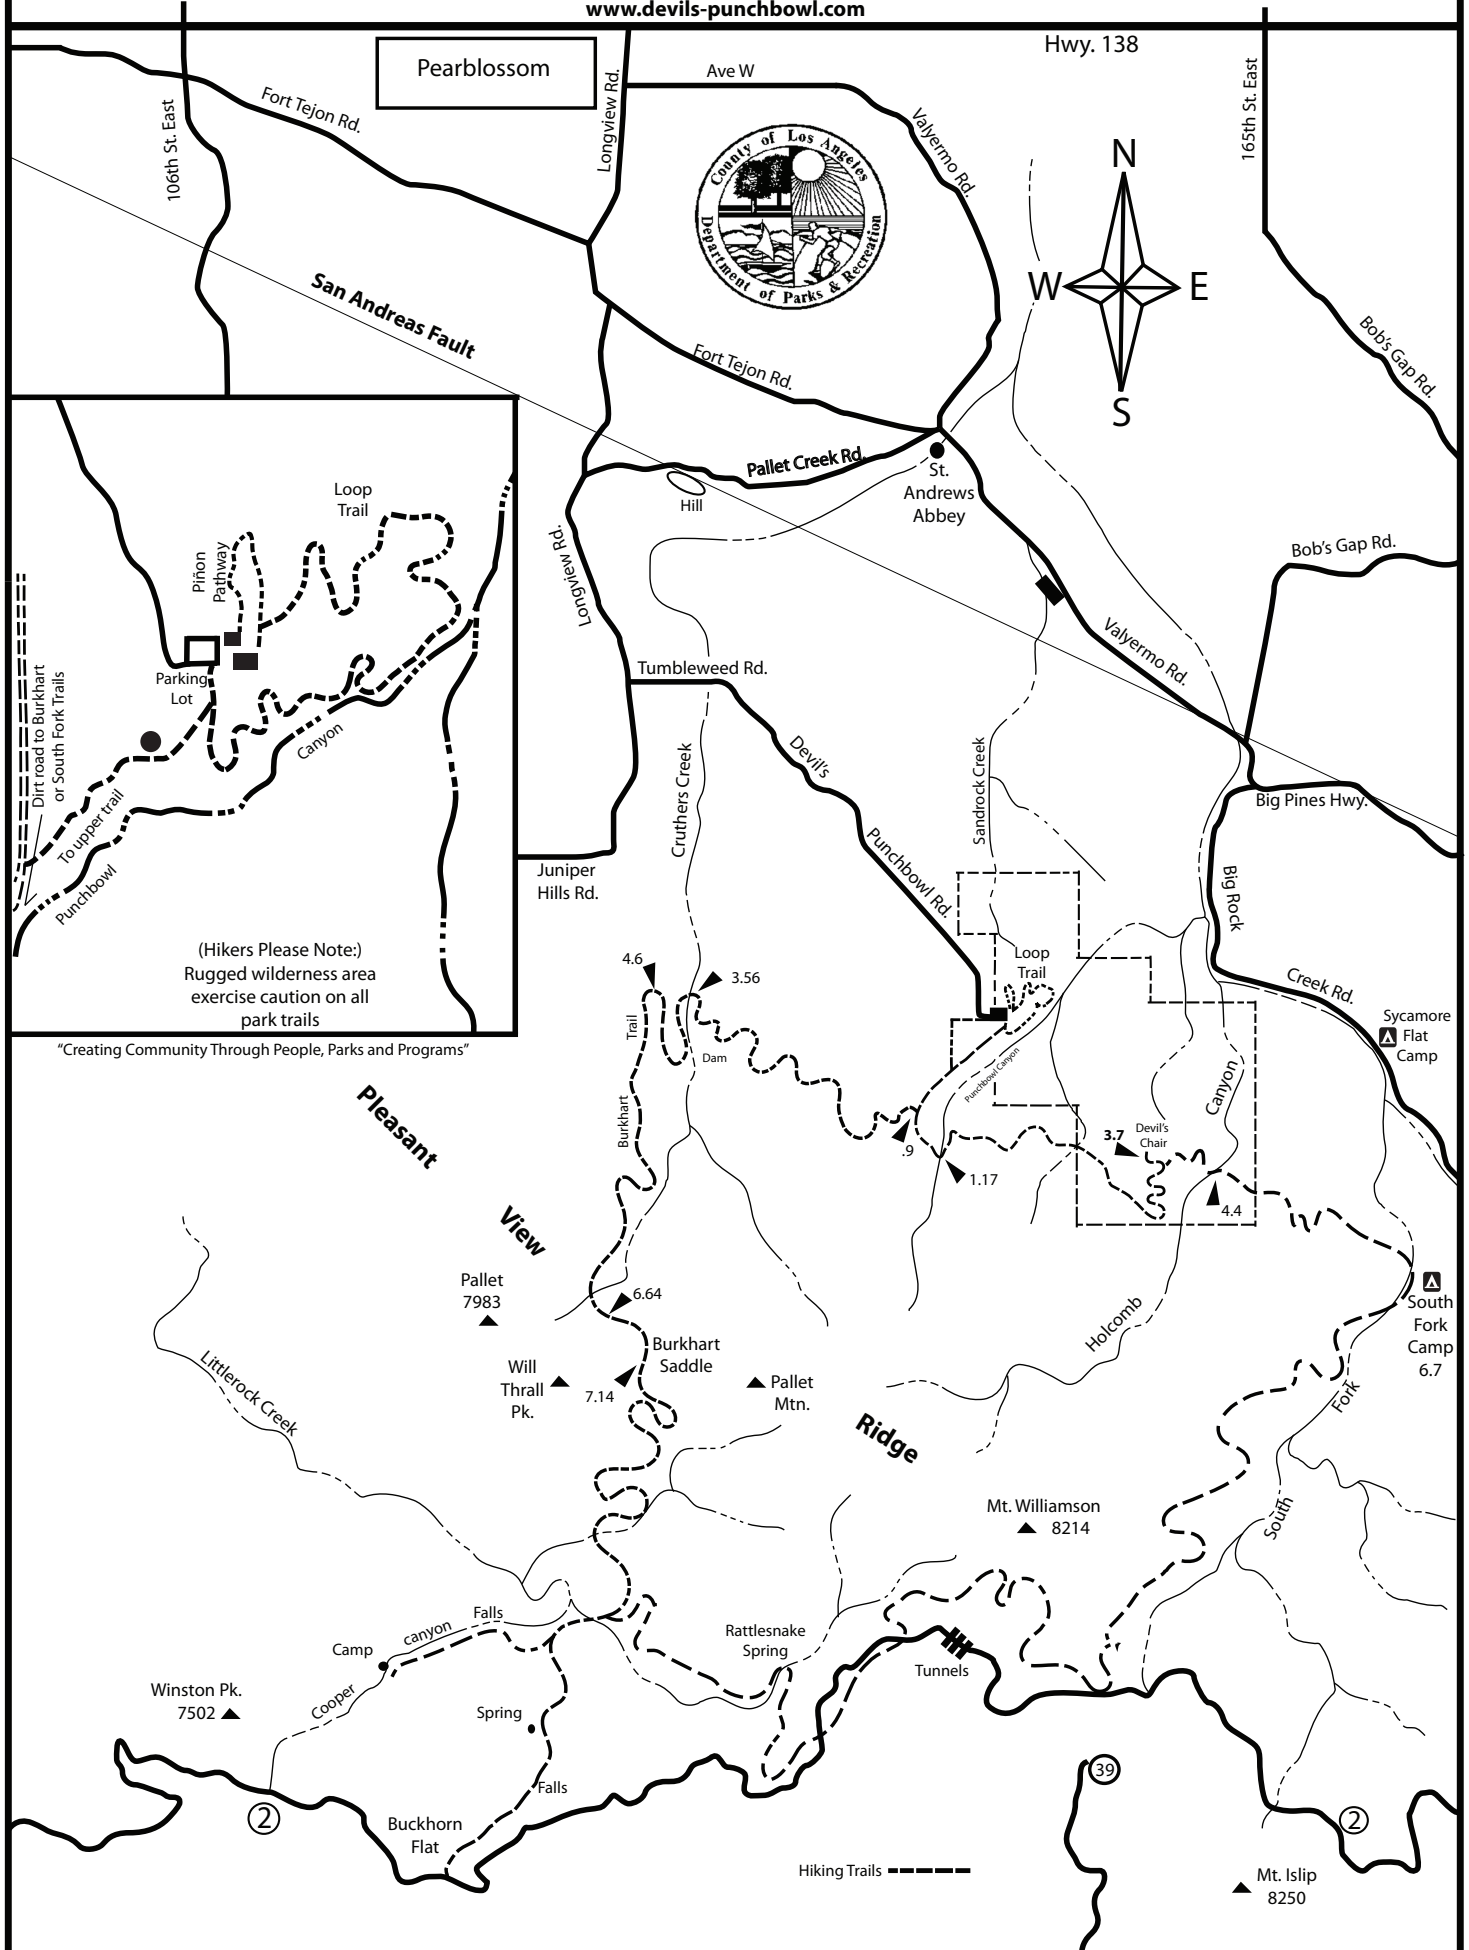 www.devils-punchbowl.com
Hwy. 138
Pearblossom
Ave W
Longview Rd.
106th St. East
165th St. East
Fort Tejon Rd.
Valyermo Rd.
County of Los Angeles
Department of Parks & Recreation
N
W
E
S
San Andreas Fault
Bob's Gap Rd.
Fort Tejon Rd.
Pallet Creek Rd.
Hill
St.
Andrews
Abbey
Longview Rd.
Bob's Gap Rd.
Loop
Trail
Piñon
Pathway
Parking
Lot
Dirt road to Burkhart
or South Fork Trails
To upper trail
Punchbowl
Canyon
(Hikers Please Note:)
Rugged wilderness area
exercise caution on all
park trails
"Creating Community Through People, Parks and Programs"
Valyermo Rd.
Tumbleweed Rd.
Devil's
Punchbowl Rd.
Cruthers Creek
Sandrock Creek
Big Pines Hwy.
Juniper
Hills Rd.
Big Rock
Creek Rd.
Loop
Trail
4.6
3.56
Trail
Dam
Burkhart
Punchbowl Canyon
Sycamore
Flat
Camp
Canyon
.9
1.17
3.7
Devil's
Chair
4.4
Pleasant
View
Ridge
Pallet
7983
6.64
Burkhart
Saddle
Will
Thrall
Pk.
7.14
Pallet
Mtn.
Holcomb
South
Fork
Camp
6.7
Fork
South
Littlerock Creek
Mt. Williamson
8214
Falls
canyon
Camp
Cooper
Rattlesnake
Spring
Tunnels
Winston Pk.
7502
Spring
Falls
39
2
Buckhorn
Flat
2
Hiking Trails
Mt. Islip
8250